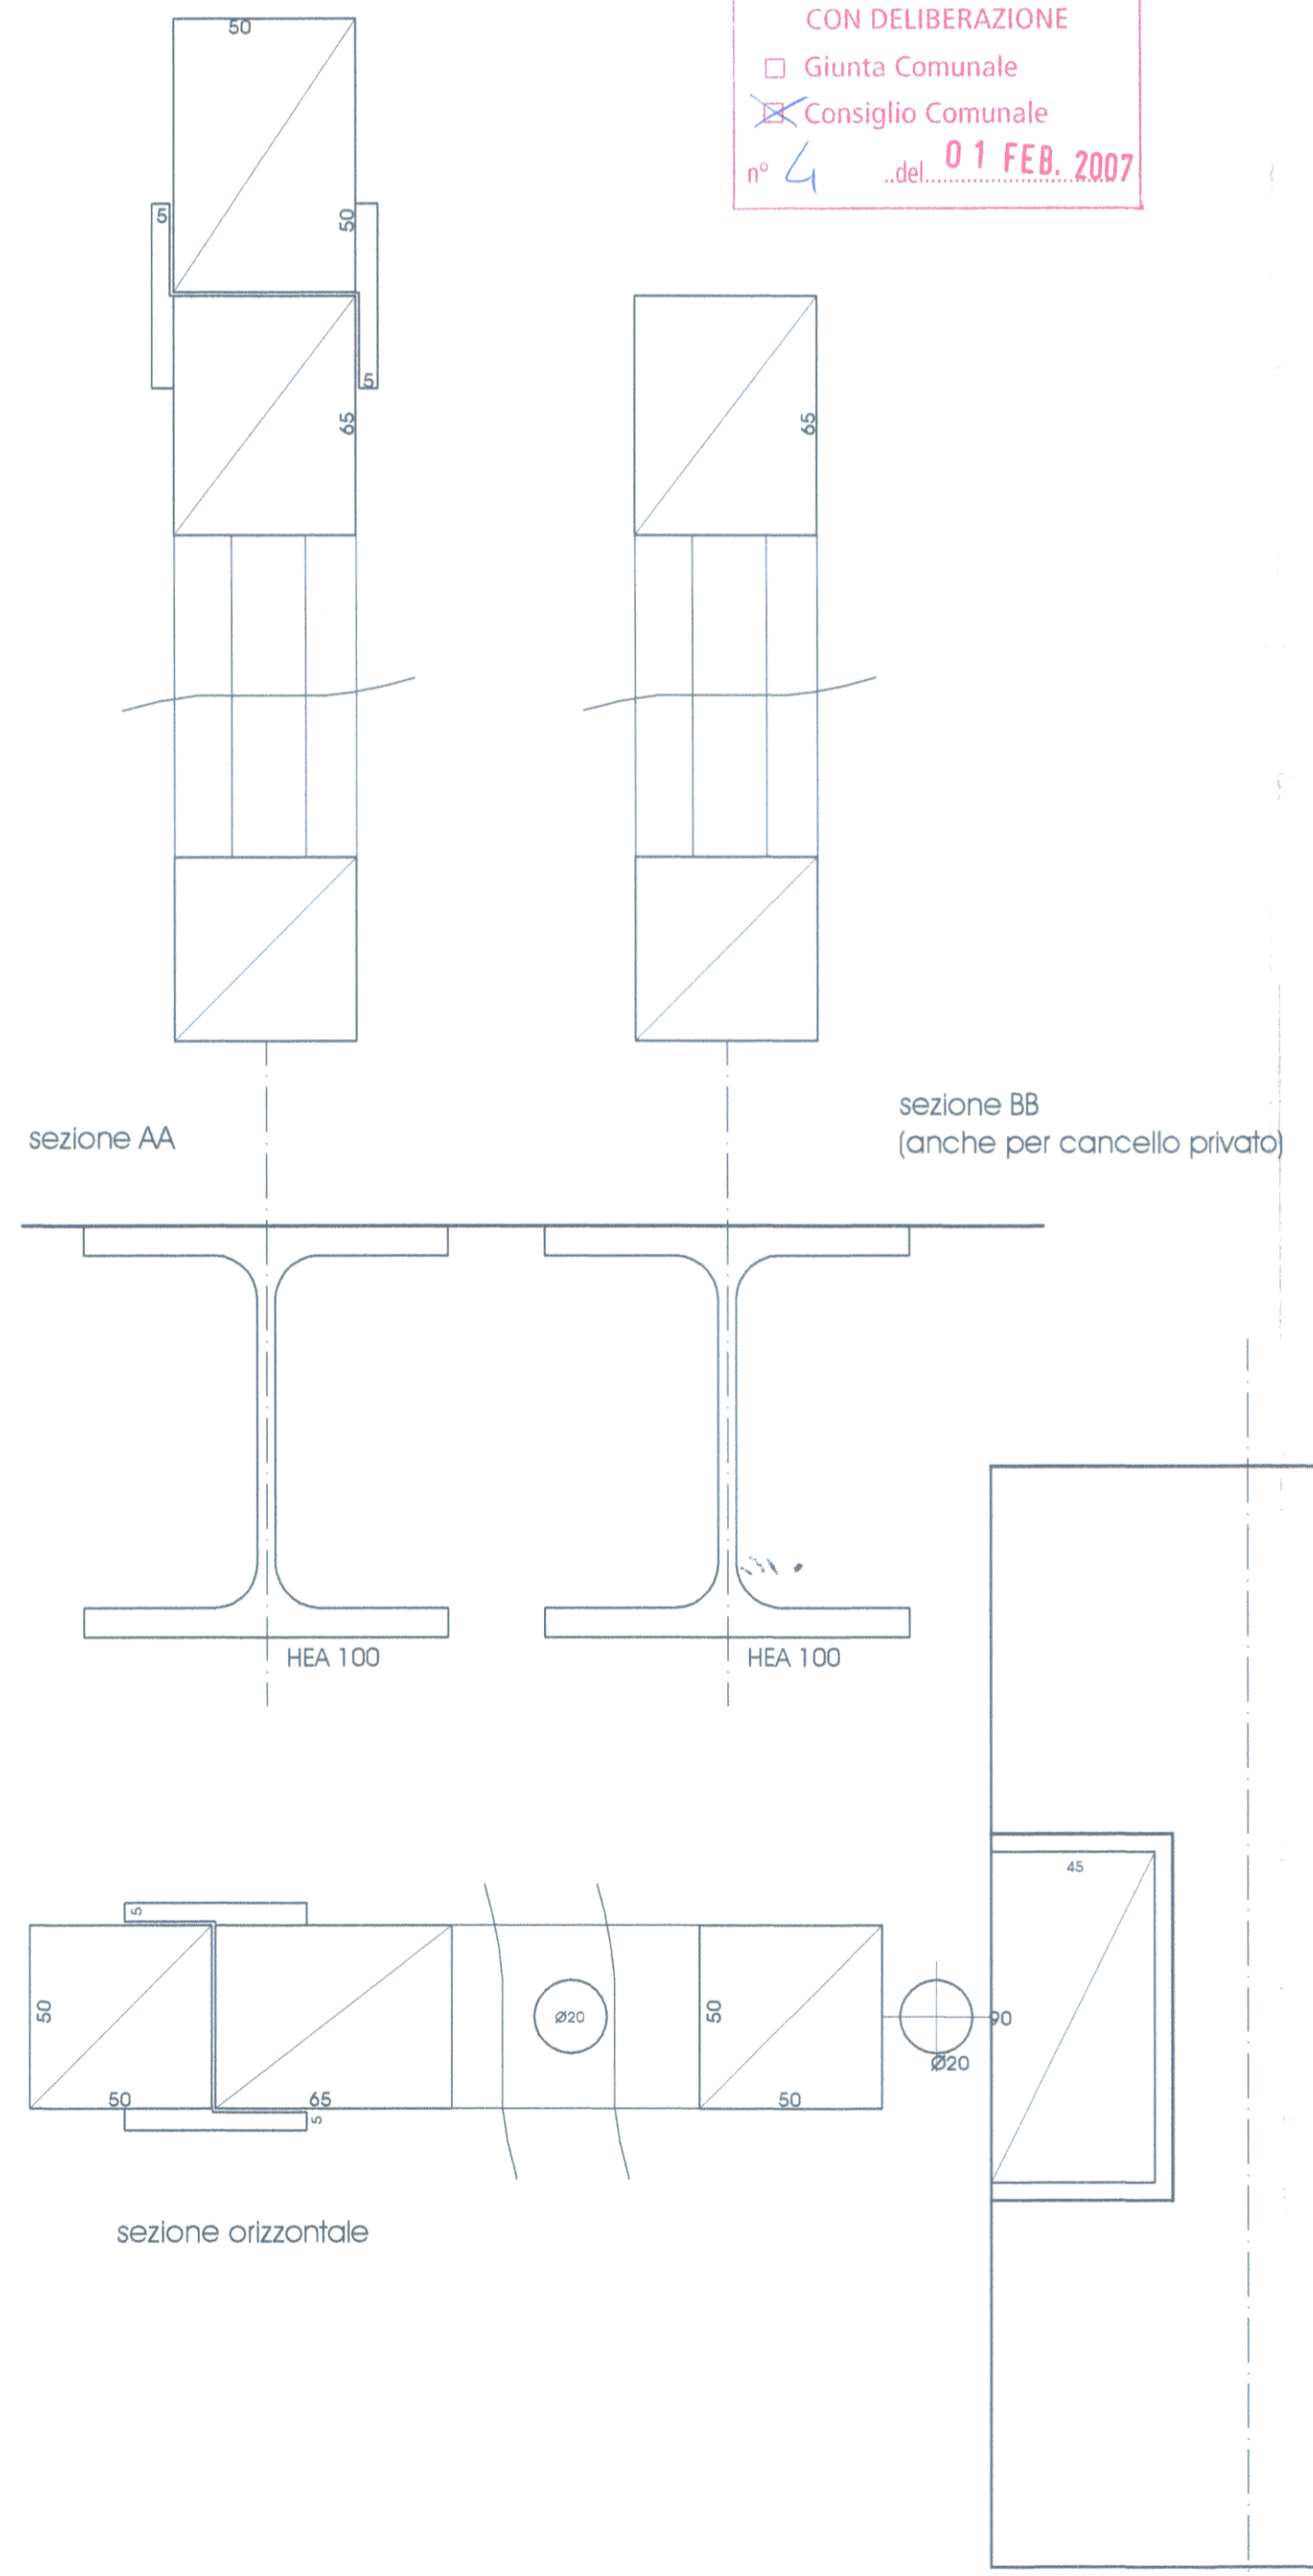 CON DELIBERAZIONE
Giunta Comunale
Consiglio Comunale
n° 4 del 01 FEB. 2007
50
5
50
5
65
65
sezione AA
sezione BB
(anche per cancello privato)
HEA 100
HEA 100
45
5
50
Ø20
50
90
Ø20
50
65
5
50
sezione orizzontale